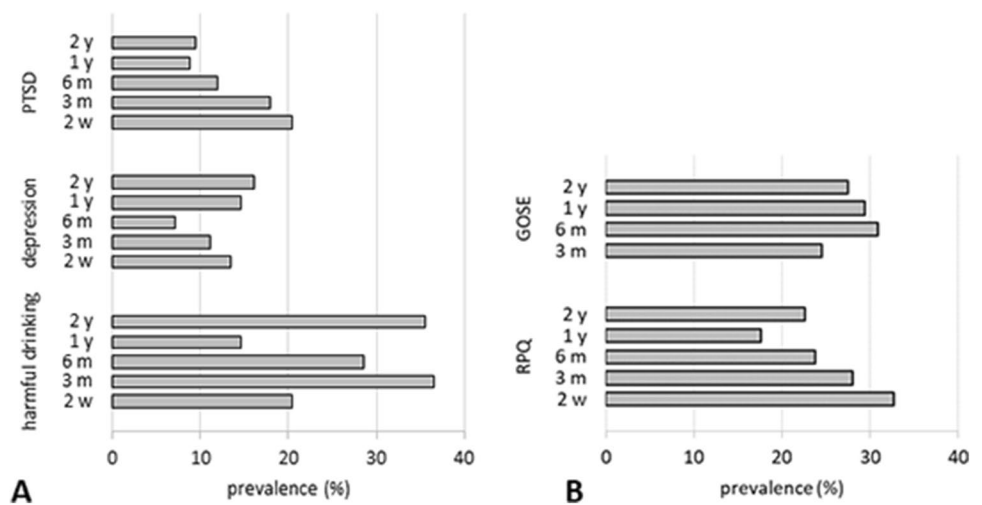 PTSD
2 y
1 y
6 m
3 m
2 w
depression
2 y
1 y
6 m
3 m
2 w
harmful drinking
2 y
1 y
6 m
3 m
2 w
0 10 20 30 40
prevalence (%)
A
GOSE
2 y
1 y
6 m
3 m
RPQ
2 y
1 y
6 m
3 m
2 w
0 10 20 30 40
prevalence (%)
B